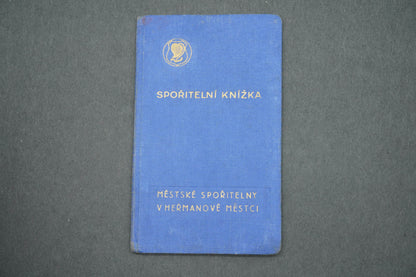 SPOŘITELNÍ KNÍŽKA
MĚSTSKÉ SPOŘITELNY
V HEŘMANOVĚ MĚSTCI